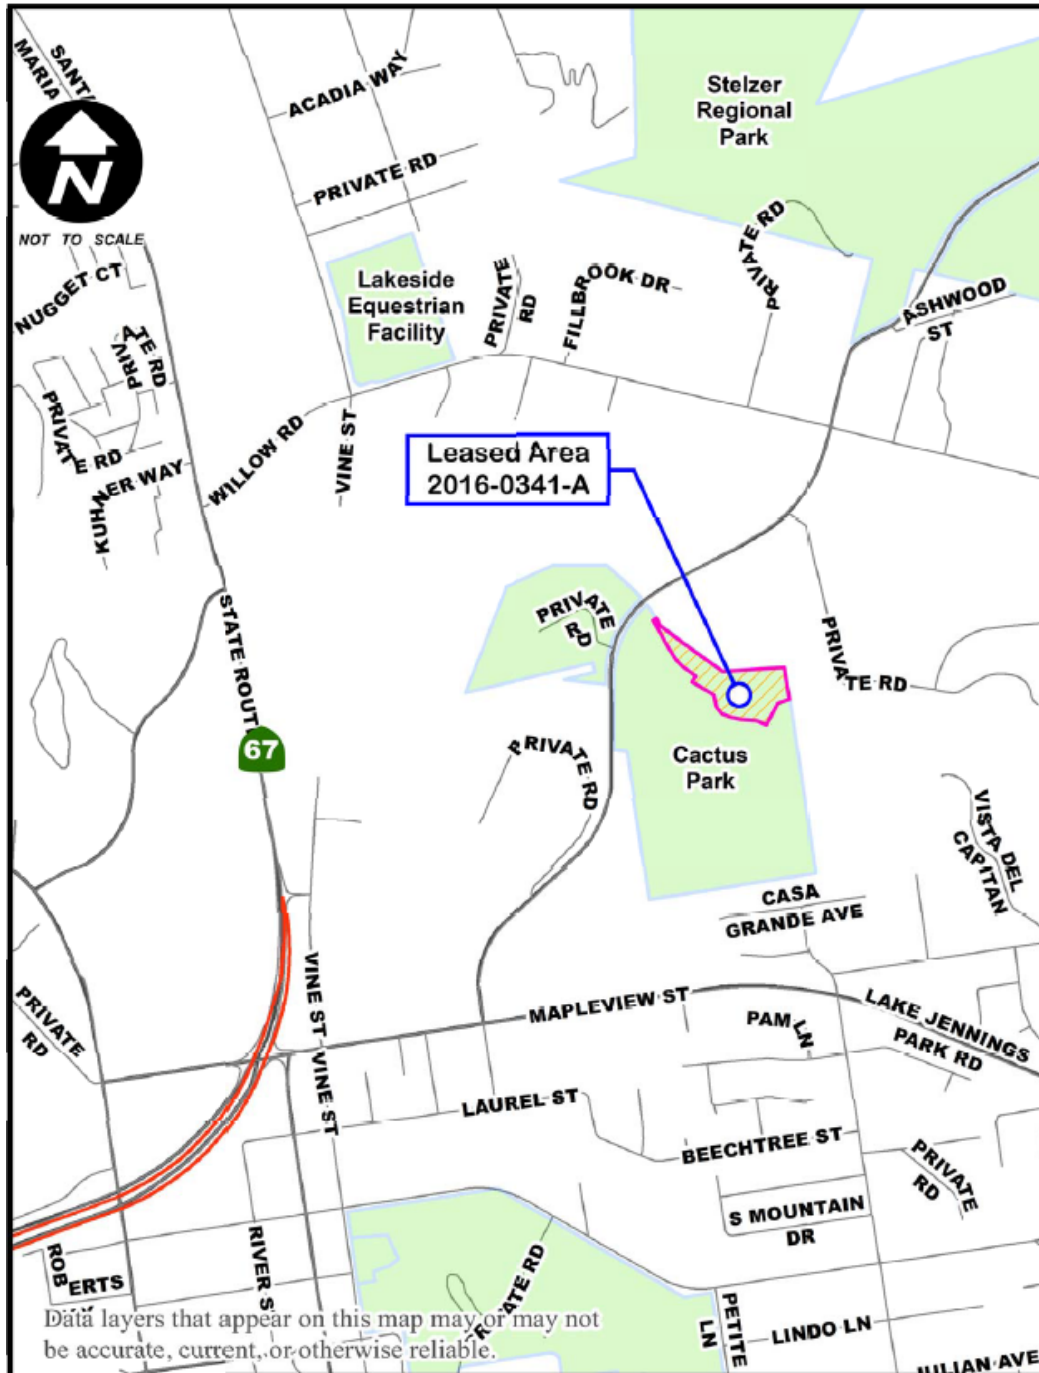 SANT/
MARIA
ACADIA WAY
Stelzer
Regional
Park
PRIVATE RD
N
NOT TO SCALE
NUGGET CT
Lakeside
Equestrian
Facility
PRIVATE
RD
FILLBROOK DR
PRIVATE RD
ASHWOOD
ST
PRIVATE RD
PRIVATE RD
KUHNER WAY
WILLOW RD
VINE ST
Leased Area
2016-0341-A
STATE ROUTE
67
PRIVATE
RD
PRIVATE RD
PRIVATE RD
Cactus
Park
VISTA DEL
CAPITAN
CASA
GRANDE AVE
VINE ST
VINE ST
MAPLEVIEW ST
LAKE JENNINGS
PARK RD
PAM LN
PRIVATE
RD
LAUREL ST
BEECHTREE ST
PRIVATE
RD
S MOUNTAIN
DR
ROBERTS
RIVER S
PETITE
LN
LINDO LN
JULIAN AVE
Data layers that appear on this map may or may not
be accurate, current, or otherwise reliable.